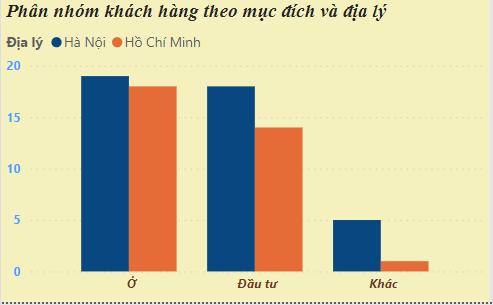 Phân nhóm khách hàng theo mục đích và địa lý
Địa lý Hà Nội Hồ Chí Minh
20
15
10
5
0
Ở Đầu tư Khác